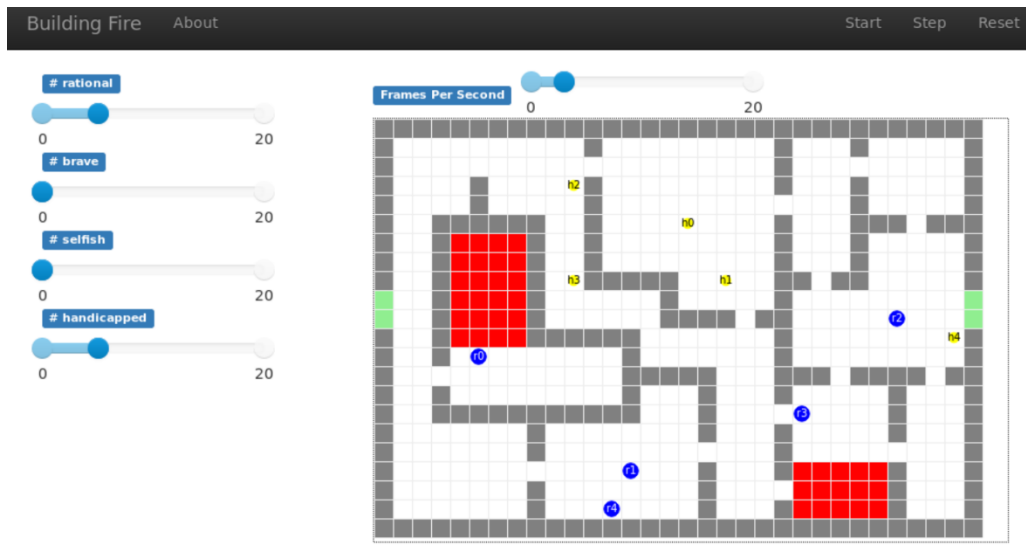 Building Fire About Start Step Reset
# rational
0 20
# brave
0 20
# selfish
0 20
# handicapped
0 20
Frames Per Second
0 20
h2
h0
h3 h1
r2
h4
r0
r3
r1
r4